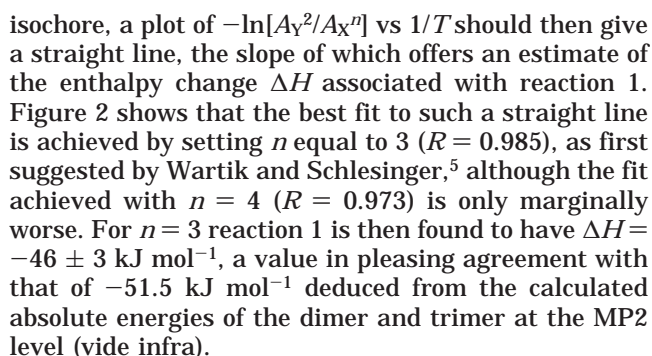 isochore, a plot of −ln[A_Y²/A_Xⁿ] vs 1/T should then give
a straight line, the slope of which offers an estimate of
the enthalpy change ΔH associated with reaction 1.
Figure 2 shows that the best fit to such a straight line
is achieved by setting n equal to 3 (R = 0.985), as first
suggested by Wartik and Schlesinger,⁵ although the fit
achieved with n = 4 (R = 0.973) is only marginally
worse. For n = 3 reaction 1 is then found to have ΔH =
−46 ± 3 kJ mol⁻¹, a value in pleasing agreement with
that of −51.5 kJ mol⁻¹ deduced from the calculated
absolute energies of the dimer and trimer at the MP2
level (vide infra).